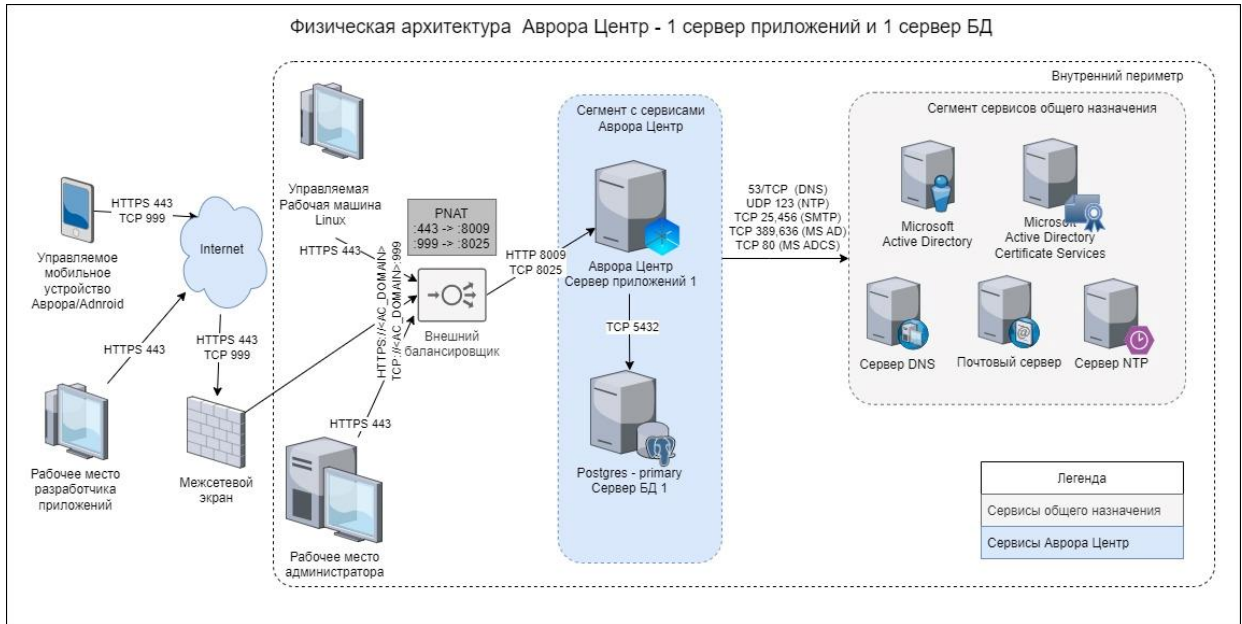 Физическая архитектура Аврора Центр - 1 сервер приложений и 1 сервер БД
Внутренний периметр
Управляемая
Рабочая машина
Linux
HTTPS 443
Управляемое
мобильное
устройство
Аврора/Adnroid
HTTPS 443
TCP 999
Internet
HTTPS 443
Рабочее место
разработчика
приложений
HTTPS 443
TCP 999
Межсетевой
экран
PNAT
:443 -> :8009
:999 -> :8025
HTTPS://<AC_DOMAIN>
TCP://<AC_DOMAIN>:999
Внешний
балансировщик
HTTPS 443
Рабочее место
администратора
HTTP 8009
TCP 8025
Сегмент с сервисами
Аврора Центр
Аврора Центр
Сервер приложений 1
TCP 5432
Postgres - primary
Сервер БД 1
53/TCP (DNS)
UDP 123 (NTP)
TCP 25,456 (SMTP)
TCP 389,636 (MS AD)
TCP 80 (MS ADCS)
Сегмент сервисов общего назначения
Microsoft
Active Directory
Microsoft
Active Directory
Certificate Services
Сервер DNS
Почтовый сервер
Сервер NTP
Легенда
Сервисы общего назначения
Сервисы Аврора Центр